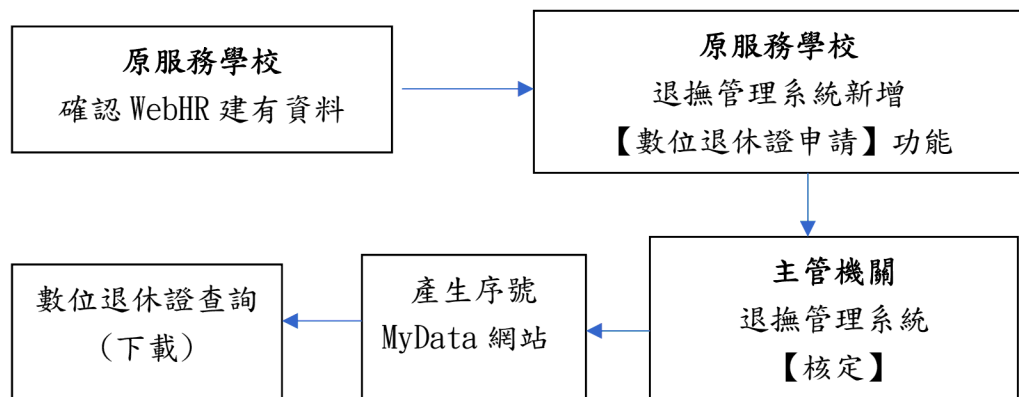 原服務學校
確認 WebHR 建有資料
原服務學校
退撫管理系統新增
【數位退休證申請】功能
主管機關
退撫管理系統
【核定】
產生序號
MyData 網站
數位退休證查詢
(下載)